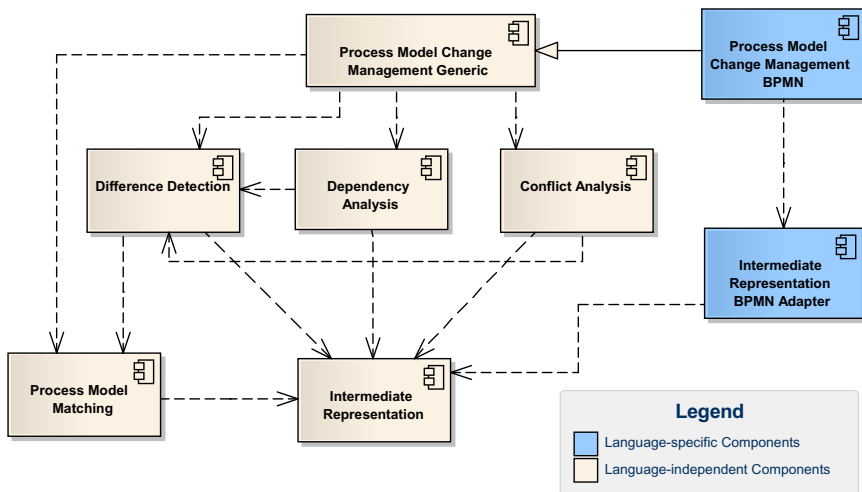 Process Model Change
Management Generic
Process Model
Change Management
BPMN
Difference Detection
Dependency
Analysis
Conflict Analysis
Intermediate
Representation
BPMN Adapter
Process Model
Matching
Intermediate
Representation
Legend
Language-specific Components
Language-independent Components